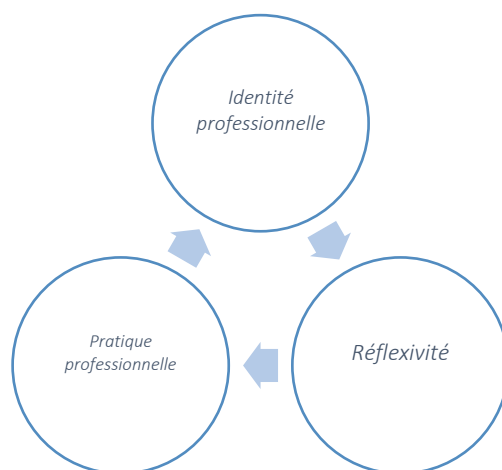 Identité
professionnelle
Réflexivité
Pratique
professionnelle